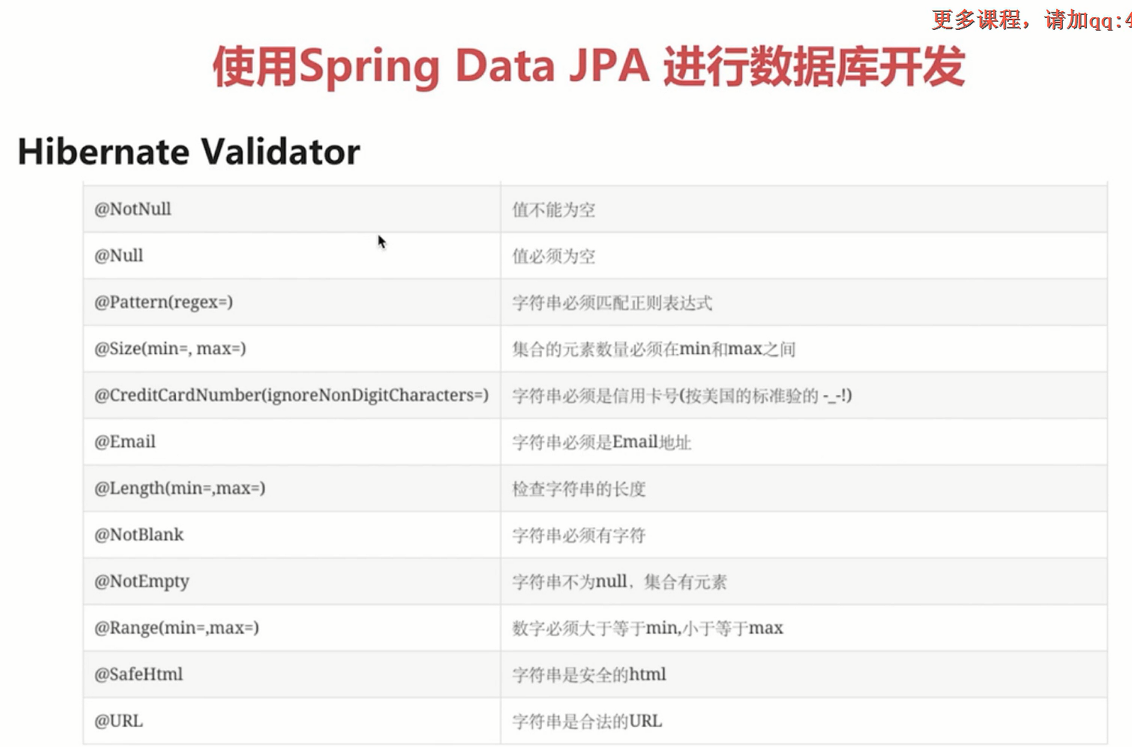 更多课程，请加qq:4
使用Spring Data JPA 进行数据库开发
Hibernate Validator
@NotNull 值不能为空
@Null 值必须为空
@Pattern(regex=) 字符串必须匹配正则表达式
@Size(min=, max=) 集合的元素数量必须在min和max之间
@CreditCardNumber(ignoreNonDigitCharacters=) 字符串必须是信用卡号(按美国的标准验的 -_-!)
@Email 字符串必须是Email地址
@Length(min=,max=) 检查字符串的长度
@NotBlank 字符串必须有字符
@NotEmpty 字符串不为null，集合有元素
@Range(min=,max=) 数字必须大于等于min,小于等于max
@SafeHtml 字符串是安全的html
@URL 字符串是合法的URL